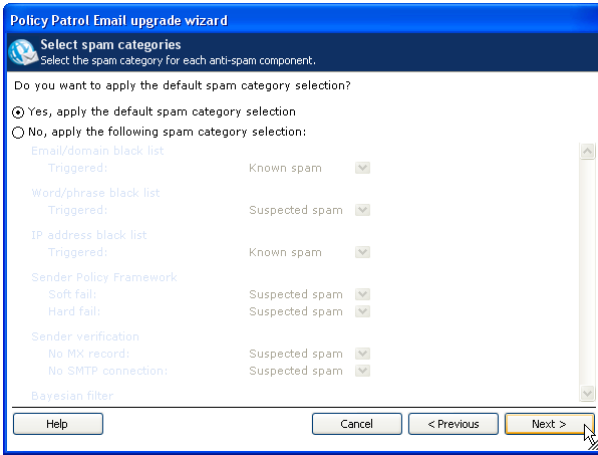 Policy Patrol Email upgrade wizard
Select spam categories
Select the spam category for each anti-spam component.
Do you want to apply the default spam category selection?
Yes, apply the default spam category selection
No, apply the following spam category selection:
Email/domain black list
Triggered: Known spam
Word/phrase black list
Triggered: Suspected spam
IP address black list
Triggered: Known spam
Sender Policy Framework
Soft fail: Suspected spam
Hard fail: Suspected spam
Sender verification
No MX record: Suspected spam
No SMTP connection: Suspected spam
Bayesian filter
Help Cancel < Previous Next >